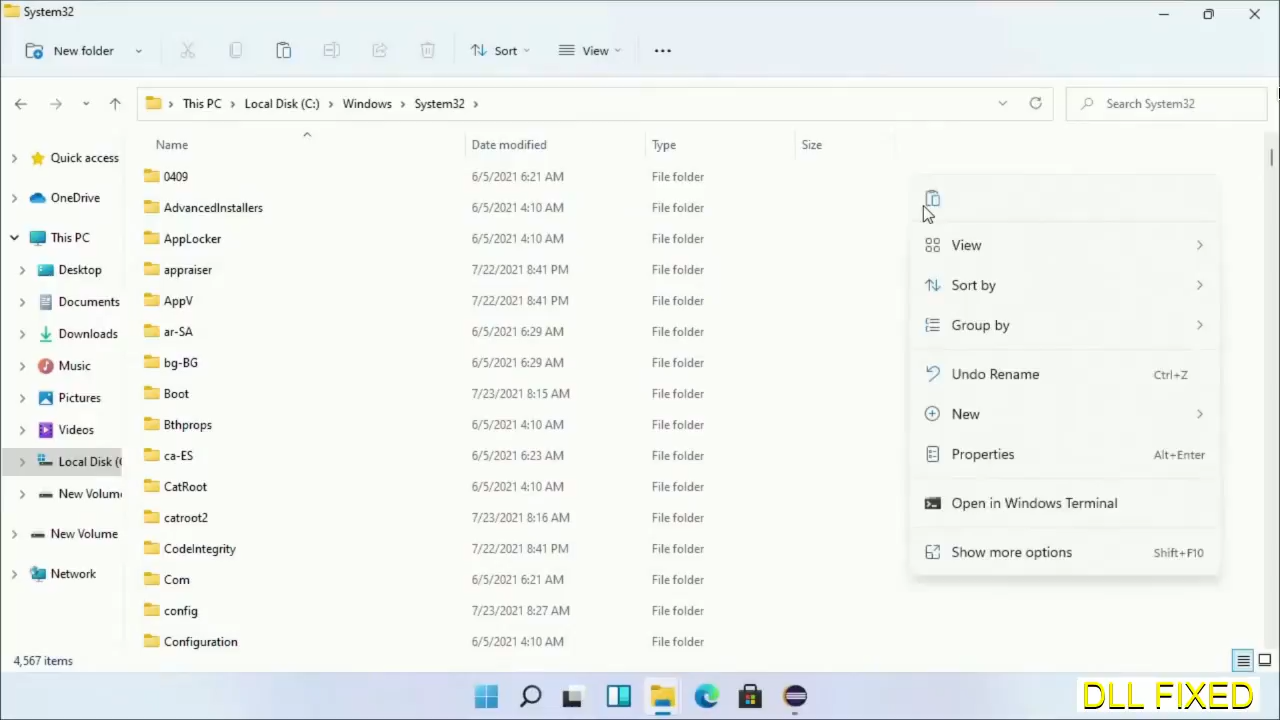 System32
New folder
Sort
View
This PC
Local Disk (C:)
Windows
System32
Search System32
Name
Date modified
Type
Size
Quick access
OneDrive
This PC
Desktop
Documents
Downloads
Music
Pictures
Videos
Local Disk (
New Volum
New Volume
Network
0409 6/5/2021 6:21 AM File folder
AdvancedInstallers 6/5/2021 4:10 AM File folder
AppLocker 6/5/2021 4:10 AM File folder
appraiser 7/22/2021 8:41 PM File folder
AppV 7/22/2021 8:41 PM File folder
ar-SA 6/5/2021 6:29 AM File folder
bg-BG 6/5/2021 6:29 AM File folder
Boot 7/23/2021 8:15 AM File folder
Bthprops 6/5/2021 4:10 AM File folder
ca-ES 6/5/2021 6:23 AM File folder
CatRoot 6/5/2021 4:10 AM File folder
catroot2 7/23/2021 8:16 AM File folder
CodeIntegrity 7/22/2021 8:41 PM File folder
Com 6/5/2021 6:21 AM File folder
config 7/23/2021 8:27 AM File folder
Configuration 6/5/2021 4:10 AM File folder
View
Sort by
Group by
Undo Rename Ctrl+Z
New
Properties Alt+Enter
Open in Windows Terminal
Show more options Shift+F10
4,567 items
DLL FIXED